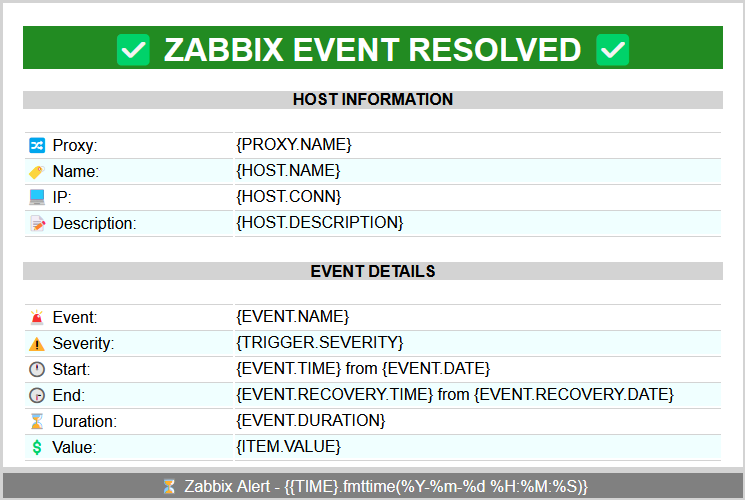 ✅ ZABBIX EVENT RESOLVED ✅
HOST INFORMATION
🔀 Proxy: {PROXY.NAME}
🏷️ Name: {HOST.NAME}
💻 IP: {HOST.CONN}
📝 Description: {HOST.DESCRIPTION}
EVENT DETAILS
🚨 Event: {EVENT.NAME}
⚠️ Severity: {TRIGGER.SEVERITY}
🕛 Start: {EVENT.TIME} from {EVENT.DATE}
🕒 End: {EVENT.RECOVERY.TIME} from {EVENT.RECOVERY.DATE}
⏳ Duration: {EVENT.DURATION}
💲 Value: {ITEM.VALUE}
⏳ Zabbix Alert - {{TIME}.fmttime(%Y-%m-%d %H:%M:%S)}